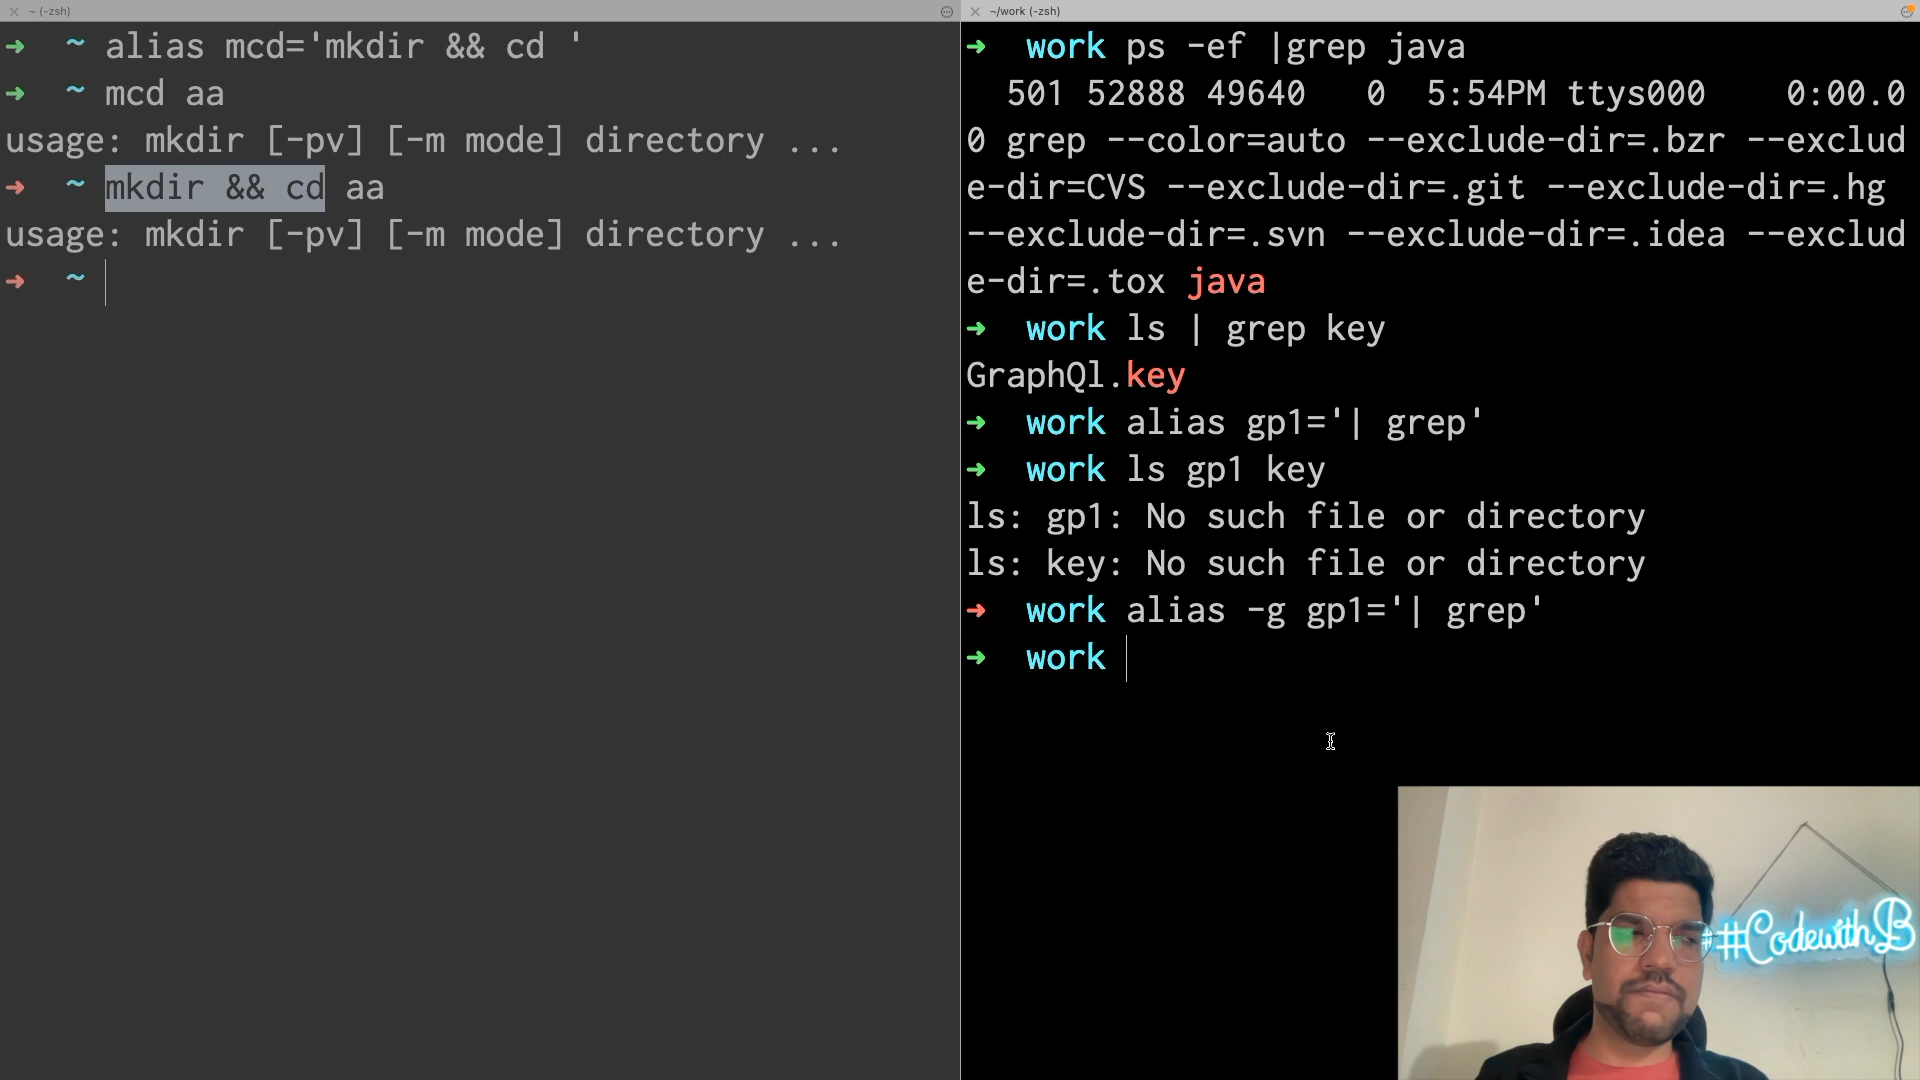 ~ (-zsh)
➜ ~ alias mcd='mkdir && cd '
➜ ~ mcd aa
usage: mkdir [-pv] [-m mode] directory ...
➜ ~ mkdir && cd aa
usage: mkdir [-pv] [-m mode] directory ...
➜ ~
~/work (-zsh)
➜ work ps -ef |grep java
501 52888 49640 0 5:54PM ttys000 0:00.0
0 grep --color=auto --exclude-dir=.bzr --exclud
e-dir=CVS --exclude-dir=.git --exclude-dir=.hg
--exclude-dir=.svn --exclude-dir=.idea --exclud
e-dir=.tox java
➜ work ls | grep key
GraphQl.key
➜ work alias gp1='| grep'
➜ work ls gp1 key
ls: gp1: No such file or directory
ls: key: No such file or directory
➜ work alias -g gp1='| grep'
➜ work
#CodewithB